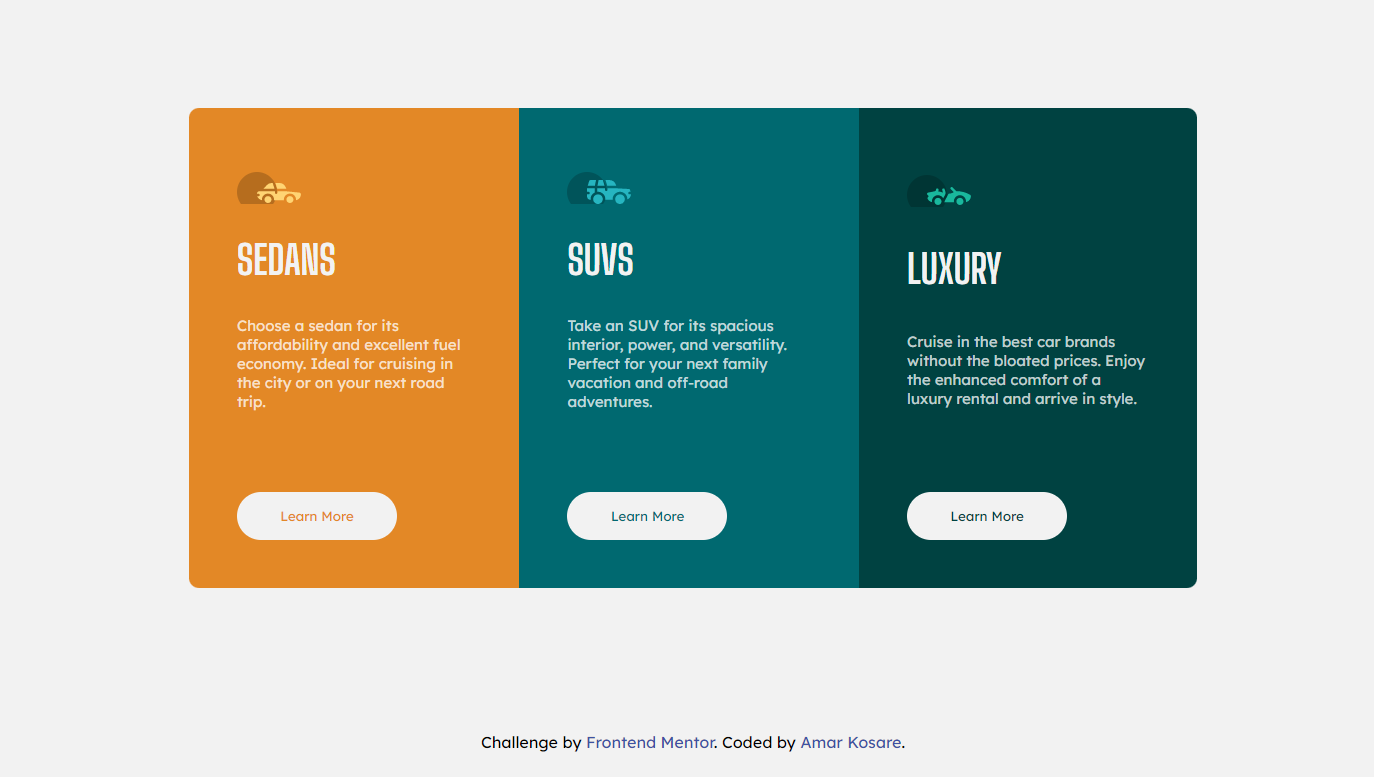 SEDANS
Choose a sedan for its
affordability and excellent fuel
economy. Ideal for cruising in
the city or on your next road
trip.
Learn More
SUVS
Take an SUV for its spacious
interior, power, and versatility.
Perfect for your next family
vacation and off-road
adventures.
Learn More
LUXURY
Cruise in the best car brands
without the bloated prices. Enjoy
the enhanced comfort of a
luxury rental and arrive in style.
Learn More
Challenge by Frontend Mentor. Coded by Amar Kosare.